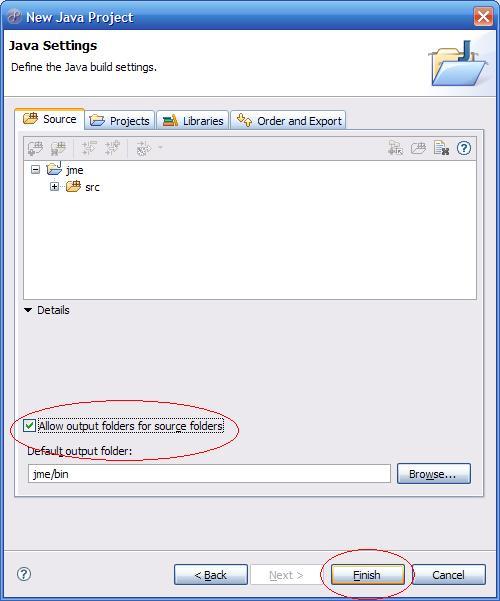 New Java Project
Java Settings
Define the Java build settings.
Source Projects Libraries Order and Export
jme
src
Details
Allow output folders for source folders
Default output folder:
jme/bin Browse...
< Back Next > Finish Cancel